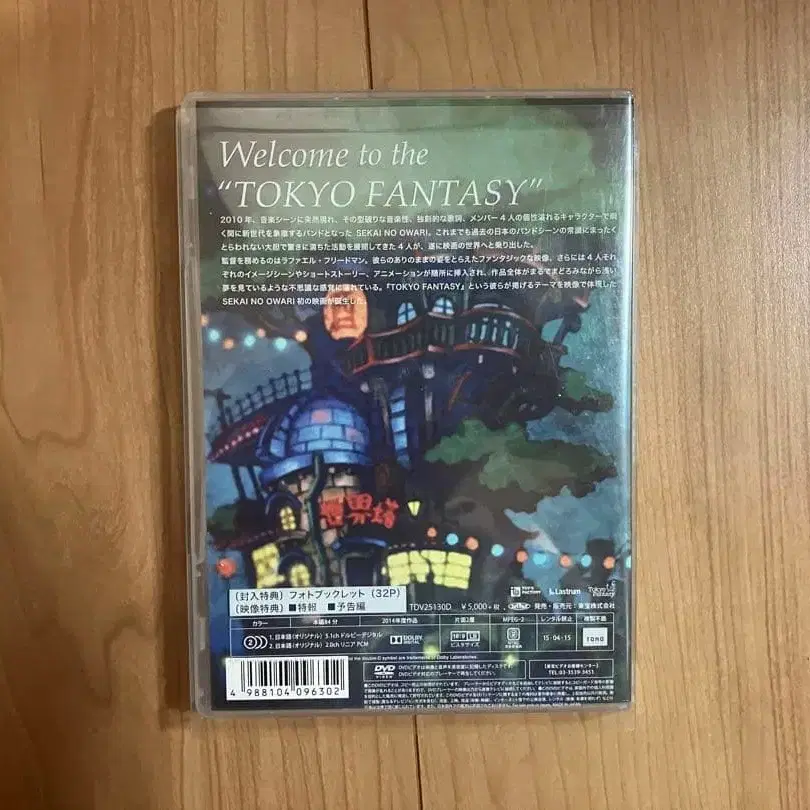 Welcome to the
“TOKYO FANTASY”
2010年、音楽シーンに突然現れ、その型破りな音楽性、独創的な歌詞、メンバー4人の個性溢れるキャラクターで瞬
く間に新世代を象徴するバンドとなった SEKAI NO OWARI。これまでも過去の日本のバンドシーンの常識にまったく
とらわれない大胆で驚きに満ちた活動を展開してきた4人が、遂に映画の世界へと乗り出した。
監督を務めるのはラファエル・フリードマン。彼らのありのままの姿をとらえたファンタジックな映像、さらには4人それ
ぞれのイメージシーンやショートストーリー、アニメーションが随所に挿入され、作品全体がまるでまどろみながら浅い
夢を見ているような不思議な感覚に溢れている。『TOKYO FANTASY』という彼らが掲げるテーマを映像で体現した
SEKAI NO OWARI 初の映画が誕生した。
世界塔
〔封入特典〕フォトブックレット（32P）
〔映像特典〕■特報 ■予告編
TDV25130D ¥5,000+税
発売・販売元：東宝株式会社
TOY'S FACTORY
Lastrum
Tokyo Fantasy
カラー 本編84分 2014年度作品 片面2層 MPEG-2 レンタル禁止 複製不能
1. 日本語（オリジナル）5.1ch ドルビーデジタル
2. 日本語（オリジナル）2.0ch リニア PCM
DOLBY DIGITAL
16:9 LB
ビスタサイズ
2
15・04・15
TOHO
DVD VIDEO
TEL: 03-3539-3451
4 988104 096302